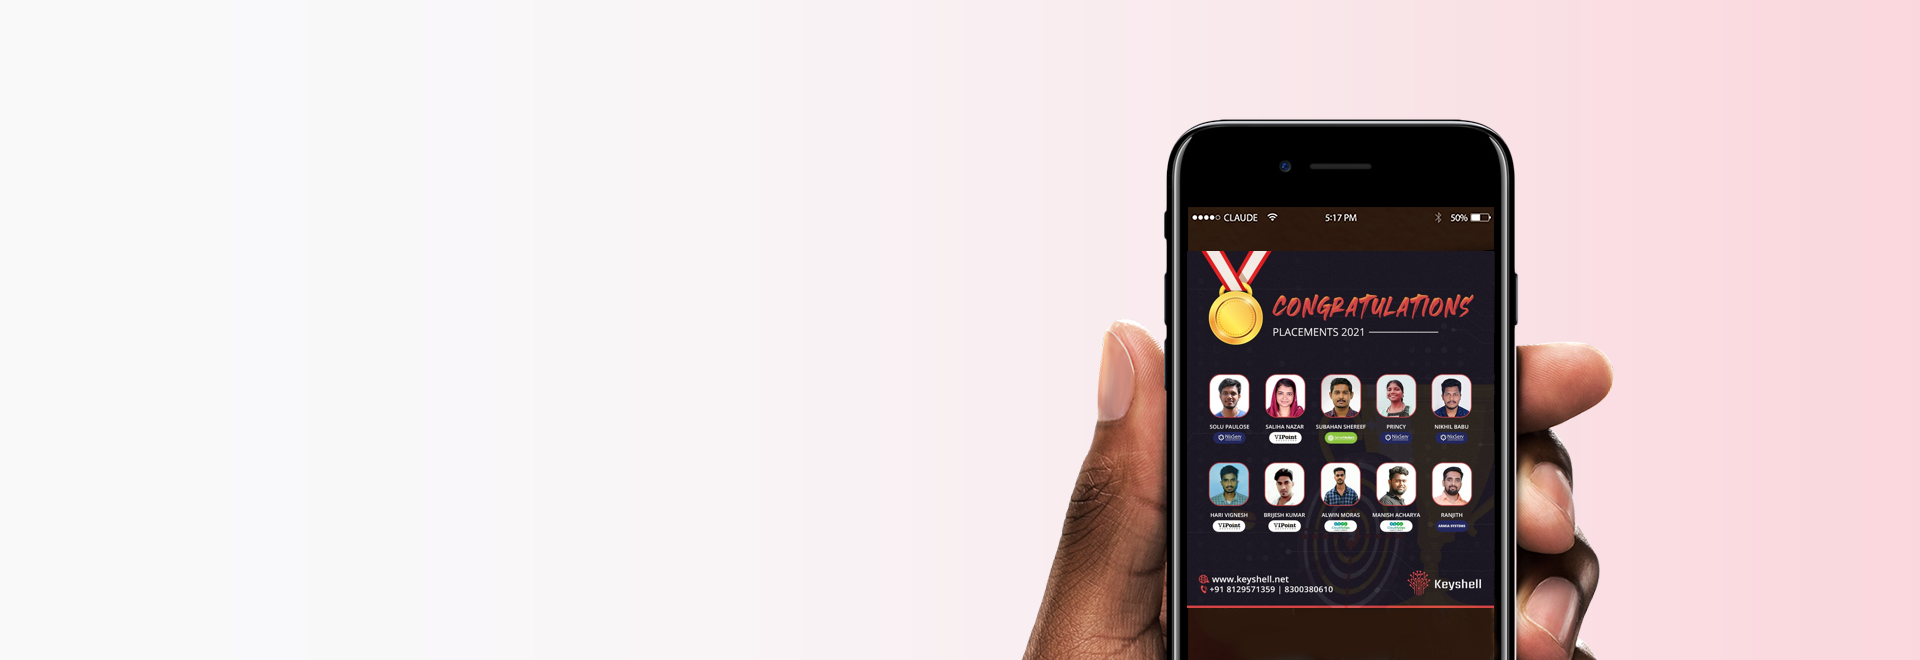 CLAUDE 5:17 PM 50%
CONGRATULATIONS
PLACEMENTS 2021
SOLU PAULOSE SALIHA NAZAR SUBAHAN SHEREEF PRINCY NIKHIL BABU
VIPoint
HARI VIGNESH BRIJESH KUMAR ALWIN MORAS MANISH ACHARYA RANJITH
VIPoint VIPoint
www.keyshell.net
+91 8129571359 | 8300380610
Keyshell